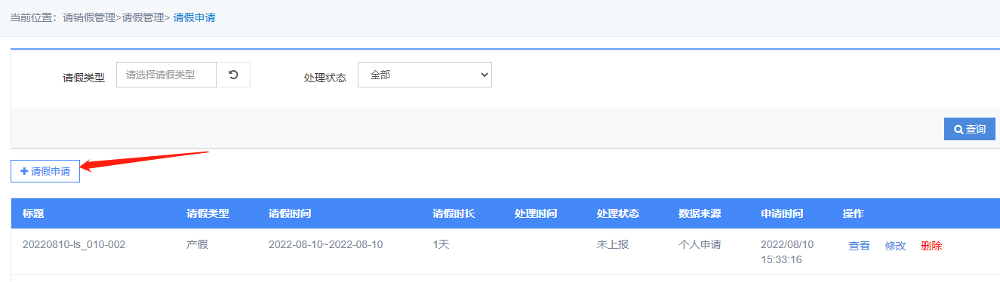 当前位置：请销假管理>请假管理> 请假申请
请假类型 请选择请假类型 处理状态 全部
查询
请假申请
标题 请假类型 请假时间 请假时长 处理时间 处理状态 数据来源 申请时间 操作
20220810-ls_010-002 产假 2022-08-10~2022-08-10 1天 未上报 个人申请 2022/08/10 查看 修改 删除
15:33:16